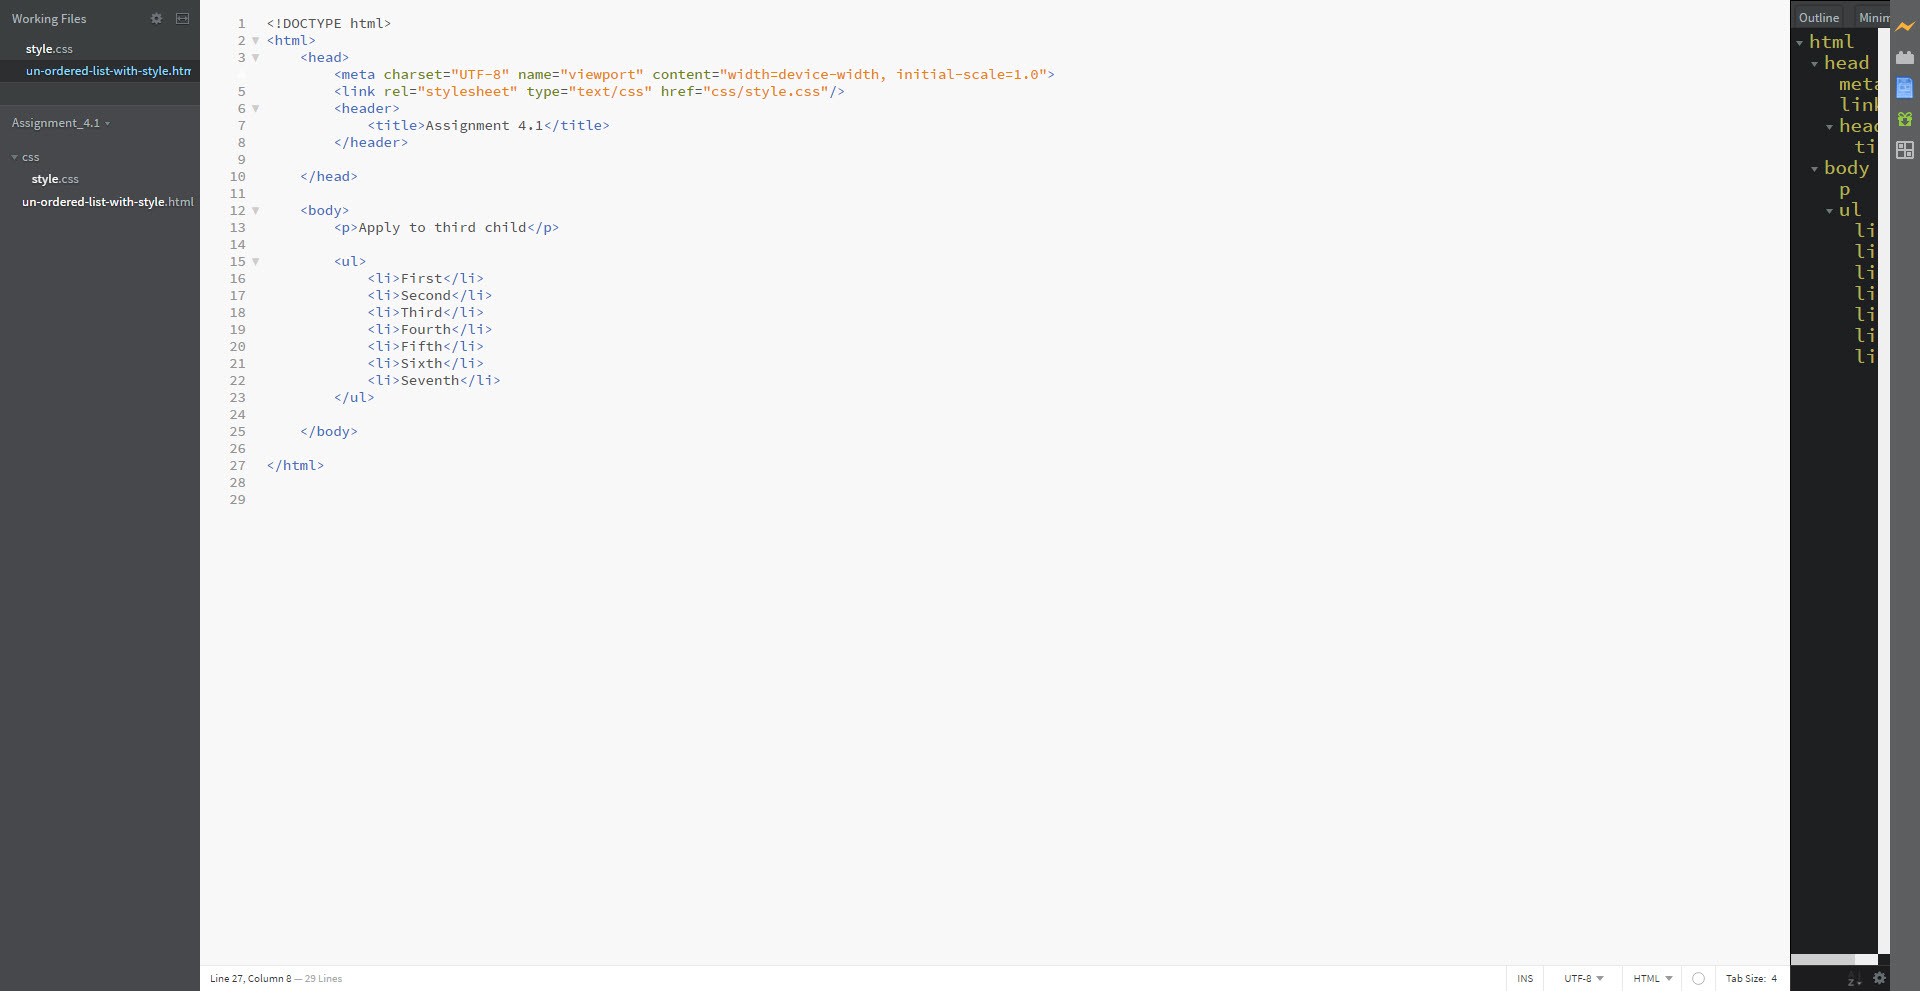 Working Files
style.css
un-ordered-list-with-style.htm
Assignment_4.1
css
style.css
un-ordered-list-with-style.html
1 <!DOCTYPE html>
2 <html>
3 <head>
<meta charset="UTF-8" name="viewport" content="width=device-width, initial-scale=1.0">
5 <link rel="stylesheet" type="text/css" href="css/style.css"/>
6 <header>
7 <title>Assignment 4.1</title>
8 </header>
9
10 </head>
11
12 <body>
13 <p>Apply to third child</p>
14
15 <ul>
16 <li>First</li>
17 <li>Second</li>
18 <li>Third</li>
19 <li>Fourth</li>
20 <li>Fifth</li>
21 <li>Sixth</li>
22 <li>Seventh</li>
23 </ul>
24
25 </body>
26
27 </html>
28
29
Line 27, Column 8 — 29 Lines
INS UTF-8 HTML Tab Size: 4
Outline Minim
html
head
meta
link
head
ti
body
p
ul
li
li
li
li
li
li
li